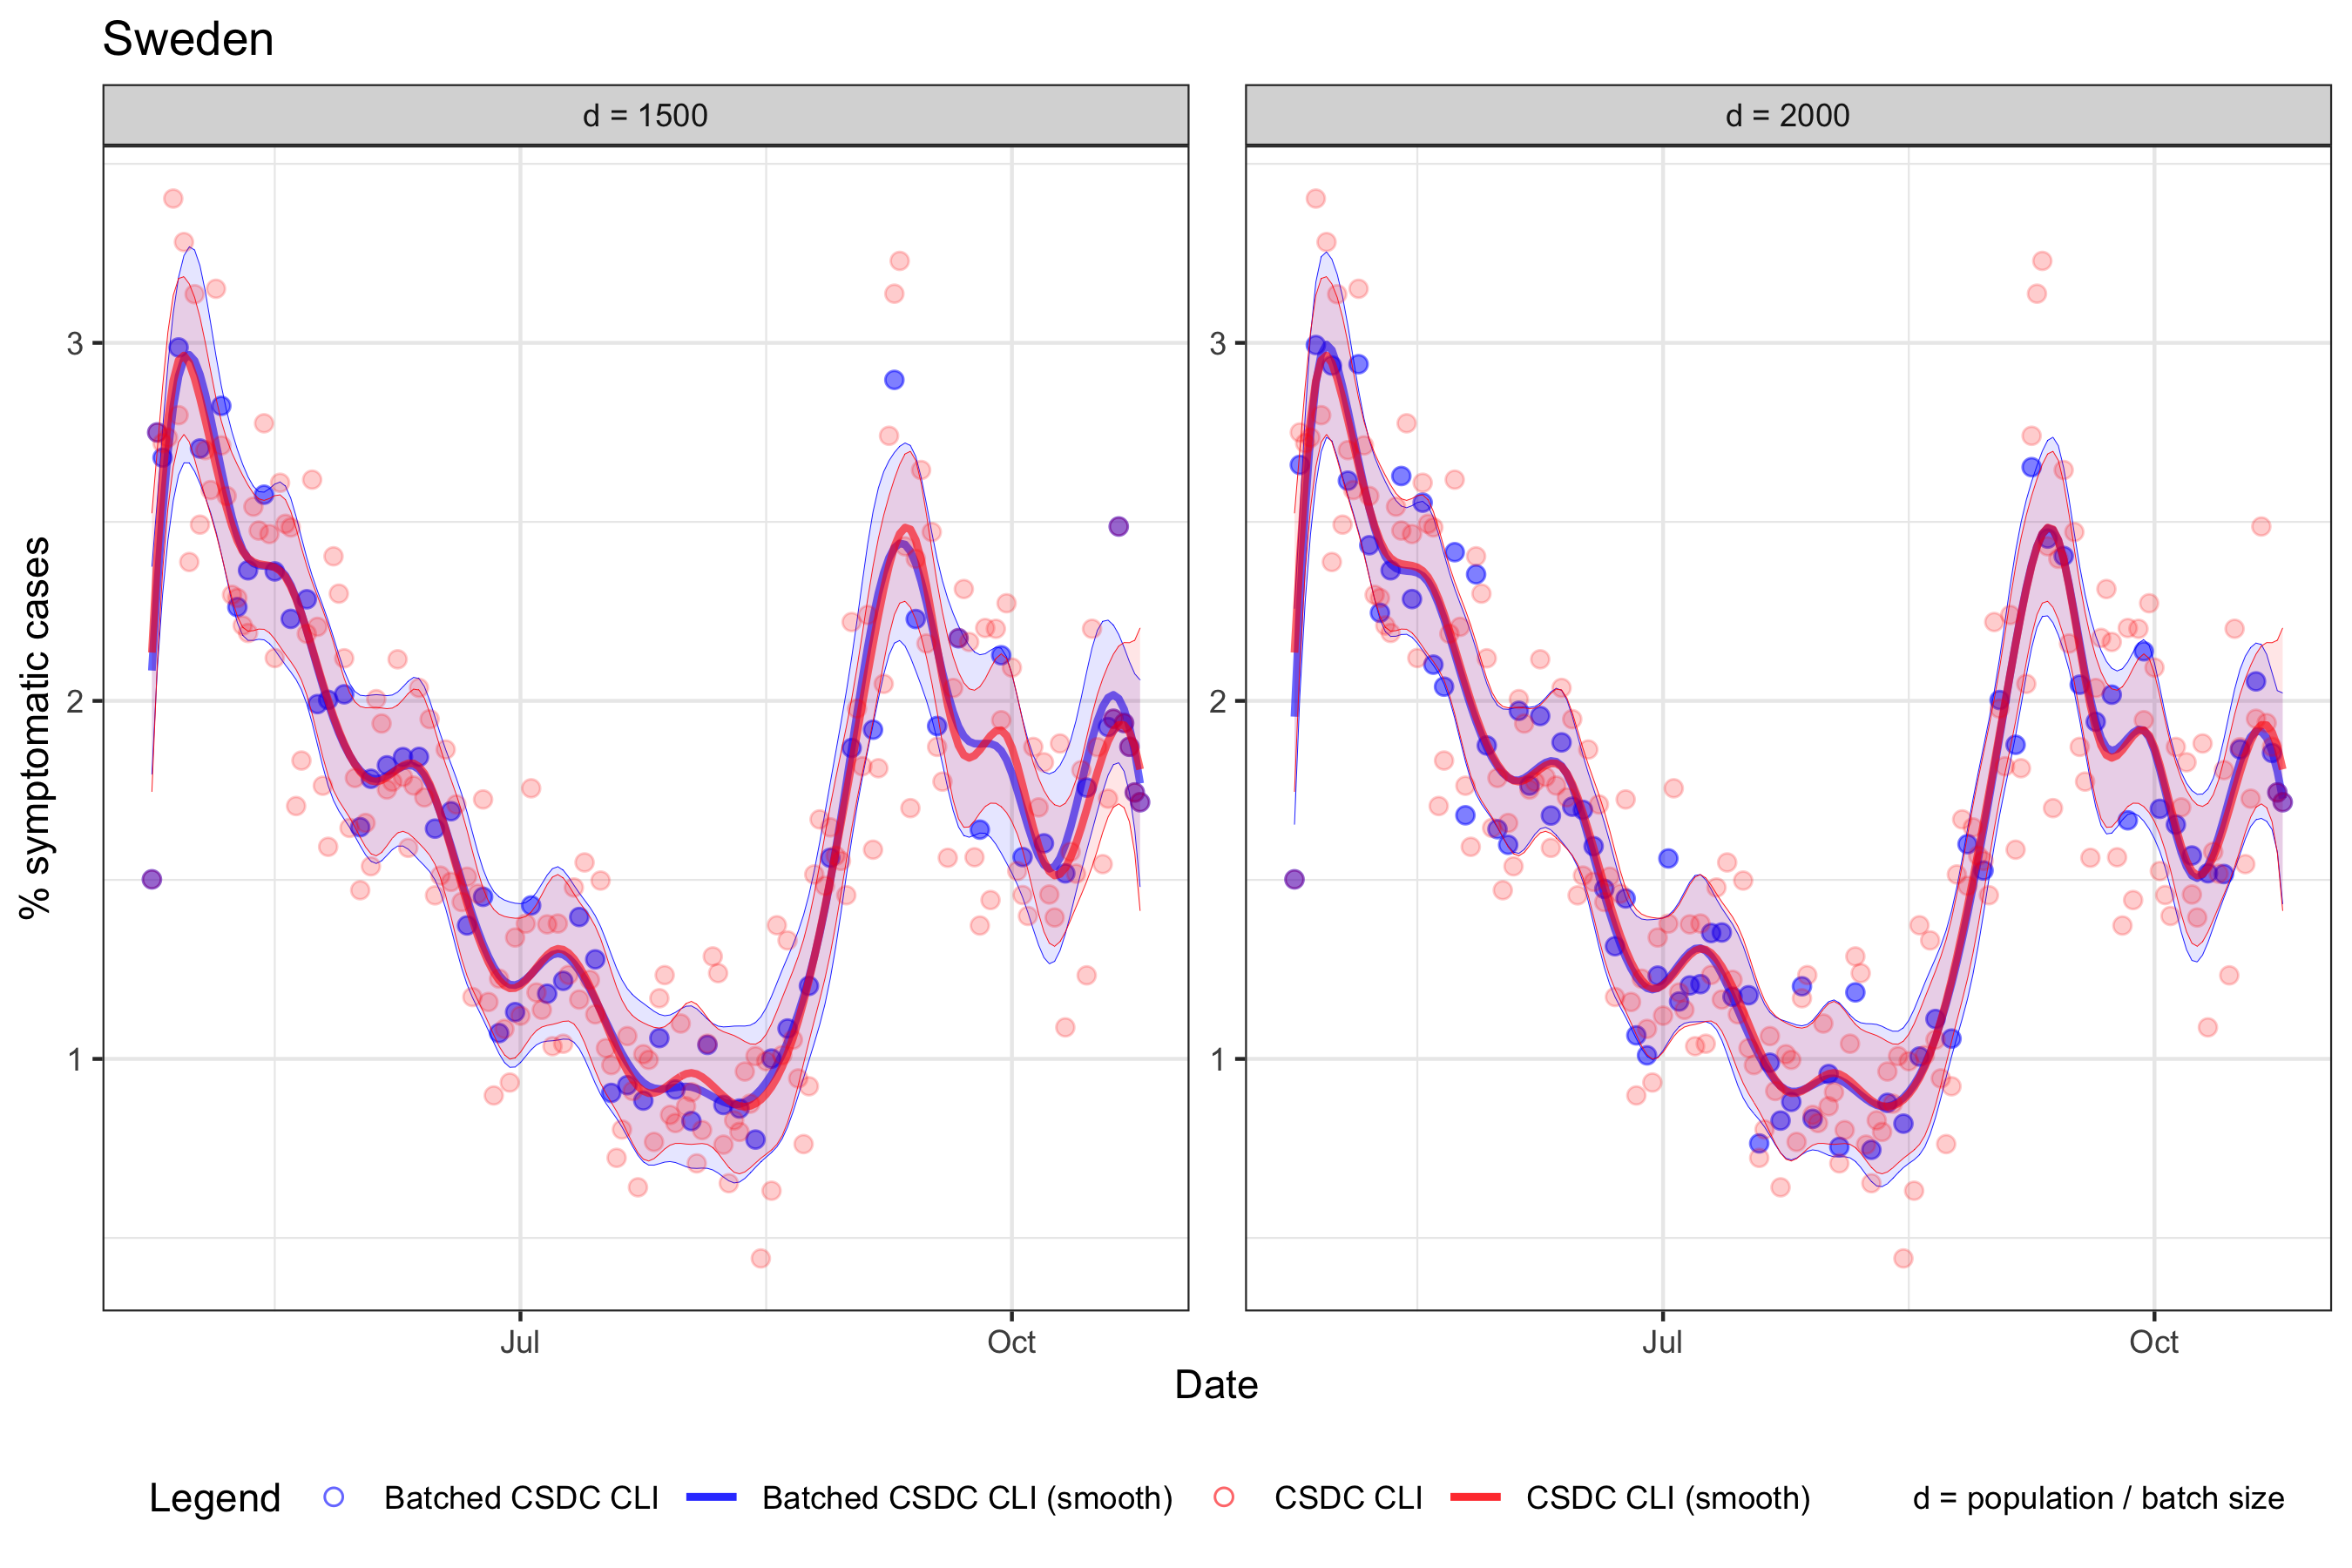 Sweden
d = 1500
d = 2000
% symptomatic cases
3
2
1
3
2
1
Jul
Oct
Jul
Oct
Date
Legend
Batched CSDC CLI
Batched CSDC CLI (smooth)
CSDC CLI
CSDC CLI (smooth)
d = population / batch size